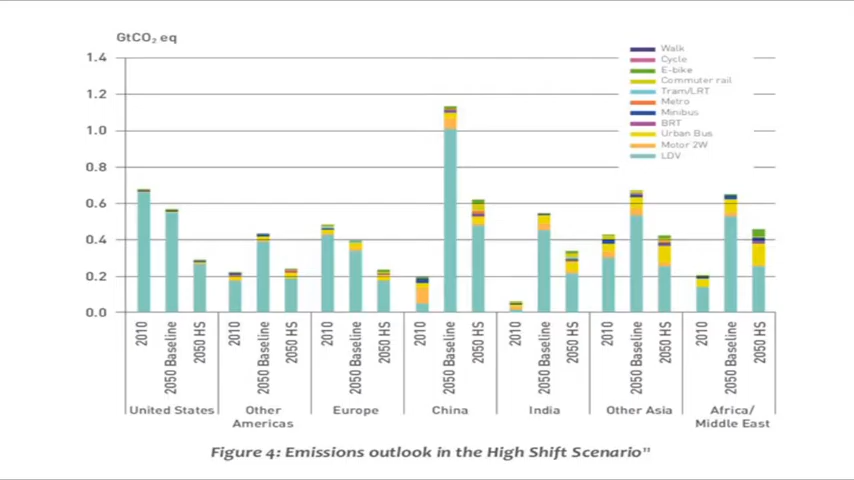 GtCO₂ eq
1.4
1.2
1.0
0.8
0.6
0.4
0.2
0.0
Walk
Cycle
E-bike
Commuter rail
Tram/LRT
Metro
Minibus
BRT
Urban Bus
Motor 2W
LDV
2010
2050 Baseline
2050 HS
2010
2050 Baseline
2050 HS
2010
2050 Baseline
2050 HS
2010
2050 Baseline
2050 HS
2010
2050 Baseline
2050 HS
2010
2050 Baseline
2050 HS
2010
2050 Baseline
2050 HS
United States
Other
Americas
Europe
China
India
Other Asia
Africa/
Middle East
Figure 4: Emissions outlook in the High Shift Scenario"